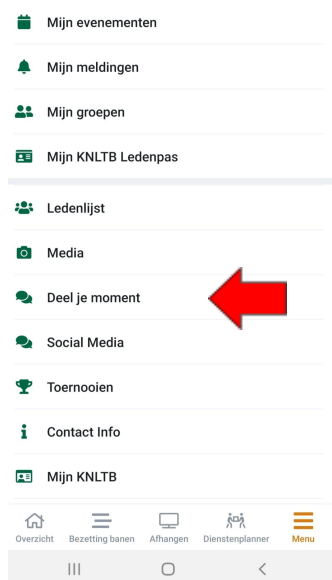 Mijn evenementen
Mijn meldingen
Mijn groepen
Mijn KNLTB Ledenpas
Ledenlijst
Media
Deel je moment
Social Media
Toernooien
Contact Info
Mijn KNLTB
Overzicht Bezetting banen Afhangen Dienstenplanner Menu